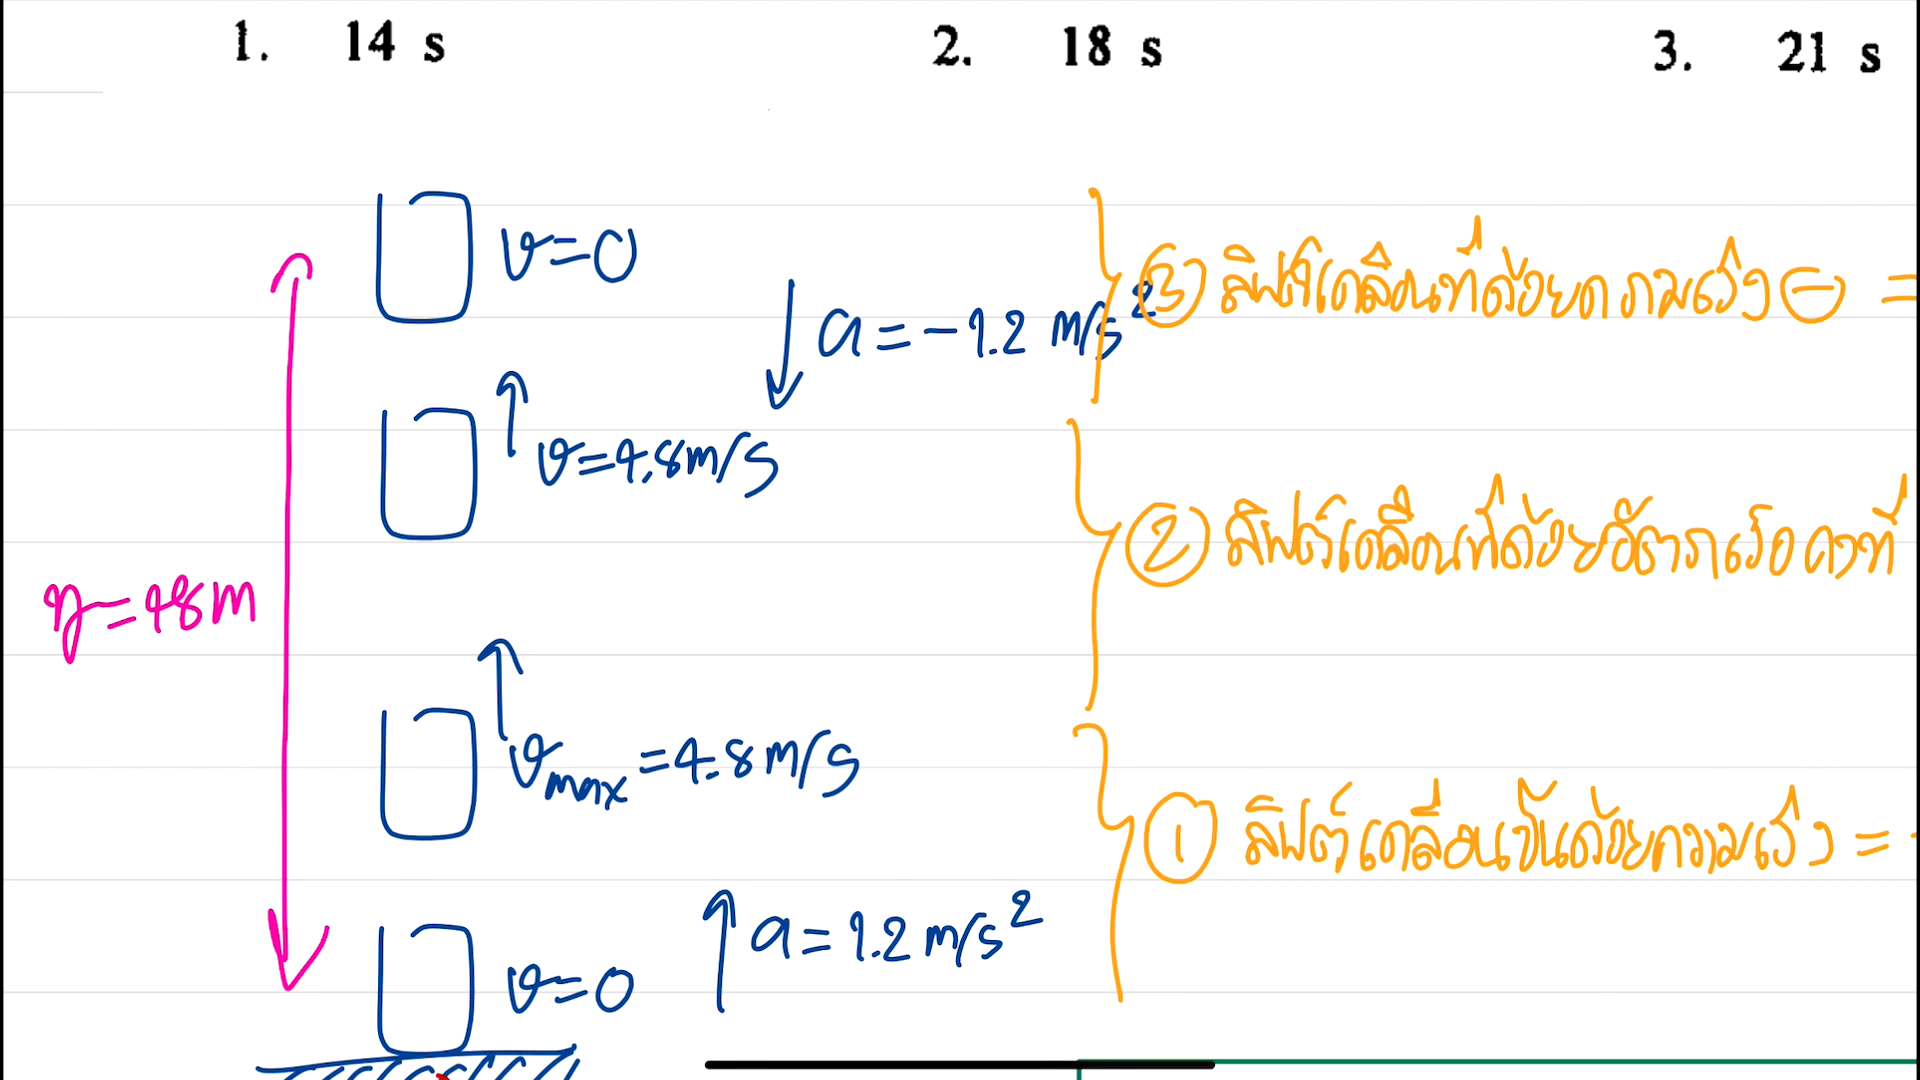 1. 14 s 2. 18 s 3. 21 s
v=0
a = -1.2 m/s²
③ ลิฟต์เคลื่อนที่ด้วยความเร่ง ⊖ =
v=4.8m/s
② ลิฟต์เคลื่อนที่ด้วยอัตราเร็วคงที่
y=48m
vmax =4.8m/s
① ลิฟต์เคลื่อนขึ้นด้วยความเร่ง =
a = 1.2 m/s²
v=0